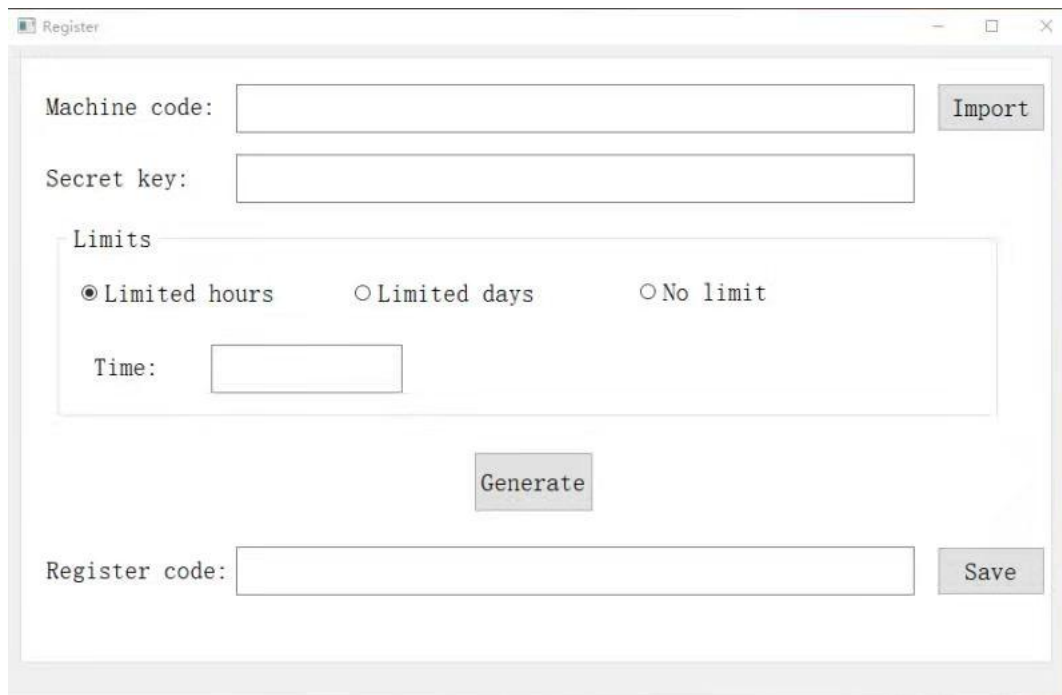 Register
Machine code:
Import
Secret key:
Limits
Limited hours
Limited days
No limit
Time:
Generate
Register code:
Save